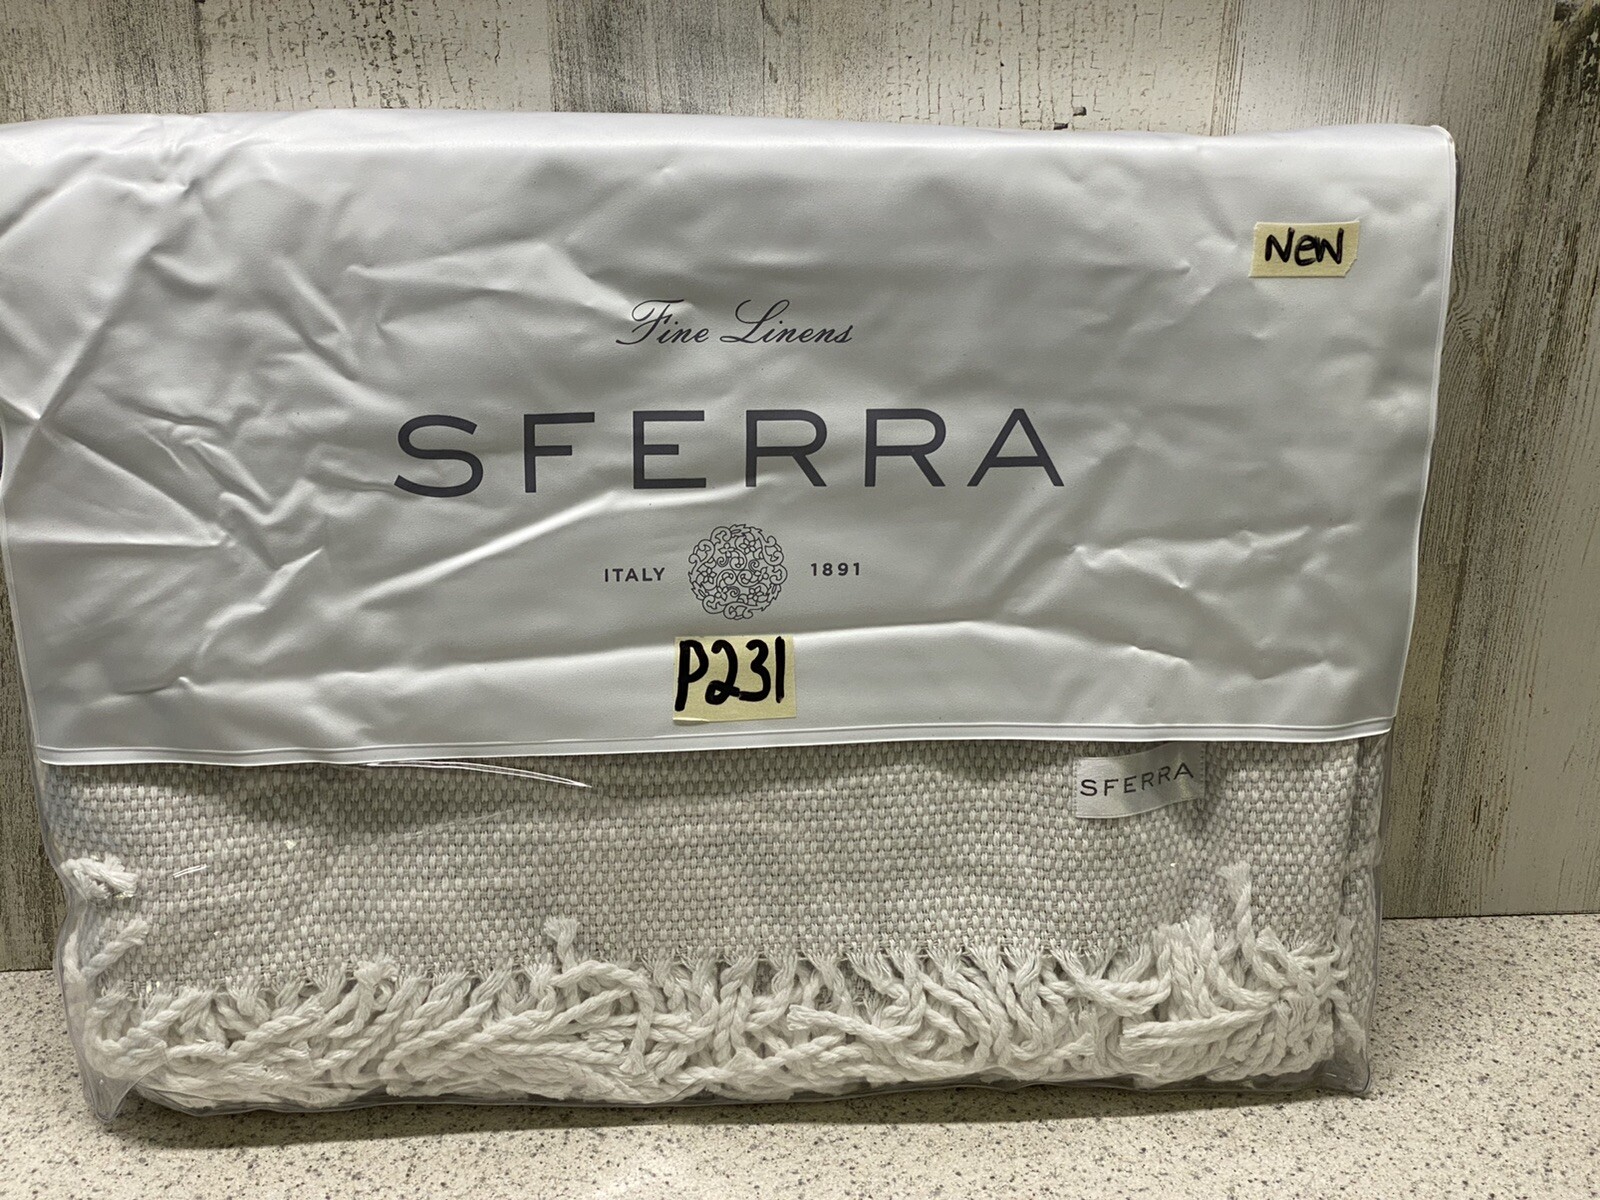 NEW
Fine Linens
SFERRA
ITALY 1891
P231
SFERRA